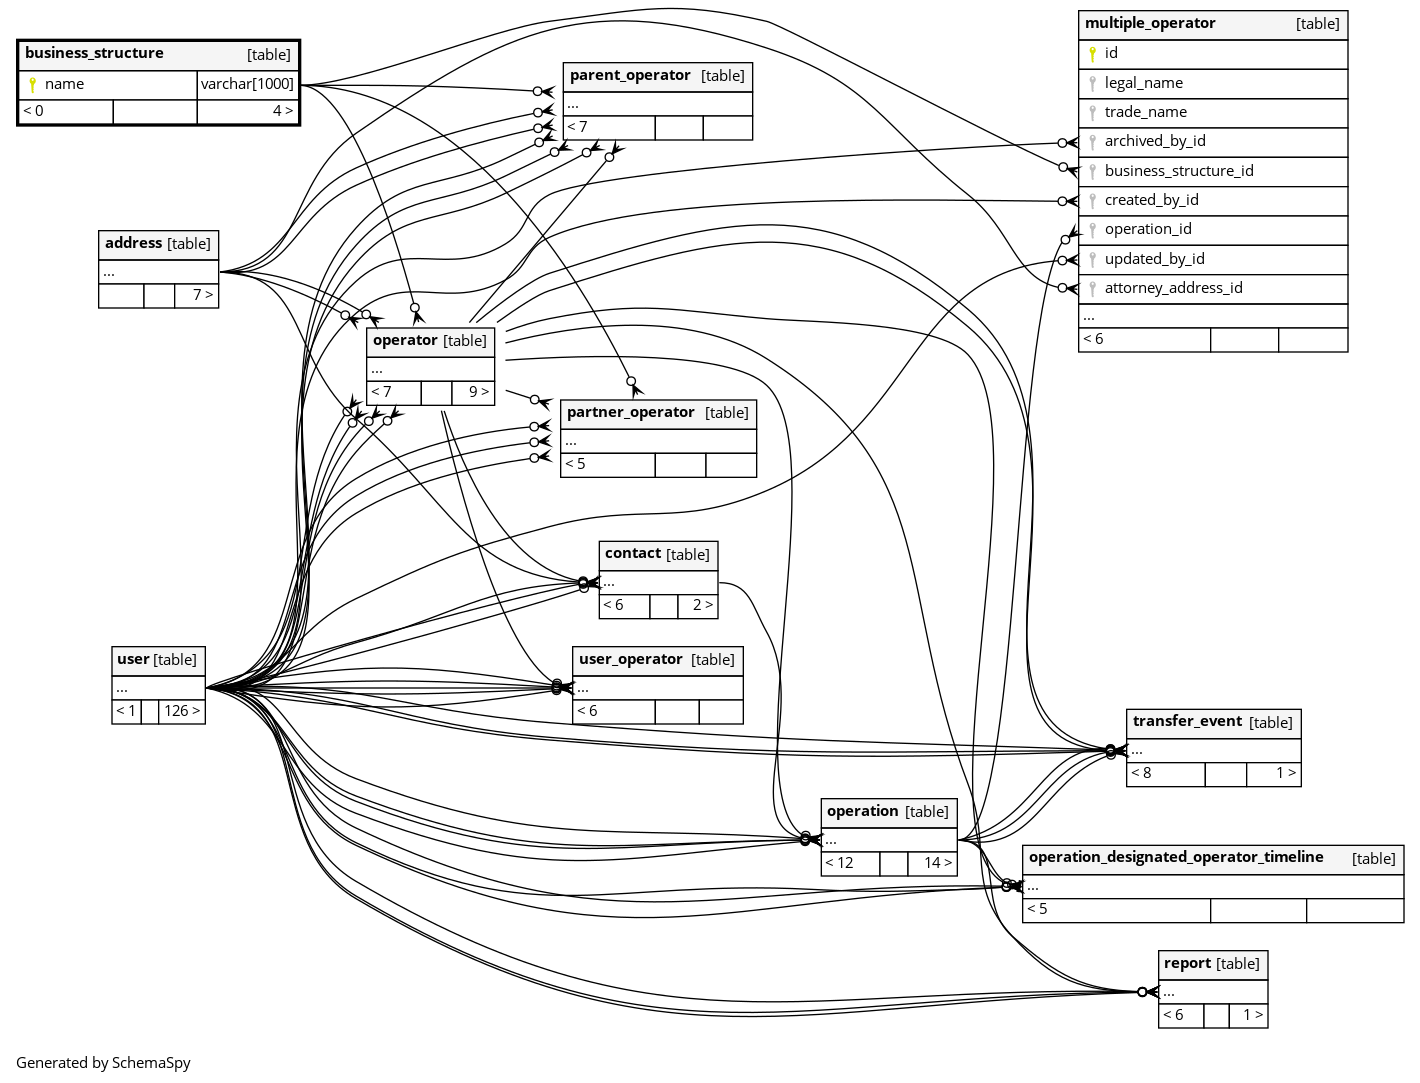 business_structure [table]
name varchar[1000]
< 0 4 >
multiple_operator [table]
id
legal_name
trade_name
archived_by_id
business_structure_id
created_by_id
operation_id
updated_by_id
attorney_address_id
...
< 6
parent_operator [table]
...
< 7
address [table]
...
7 >
operator [table]
...
< 7 9 >
partner_operator [table]
...
< 5
contact [table]
...
< 6 2 >
user [table]
...
< 1 126 >
user_operator [table]
...
< 6
transfer_event [table]
...
< 8 1 >
operation [table]
...
< 12 14 >
operation_designated_operator_timeline [table]
...
< 5
report [table]
...
< 6 1 >
Generated by SchemaSpy